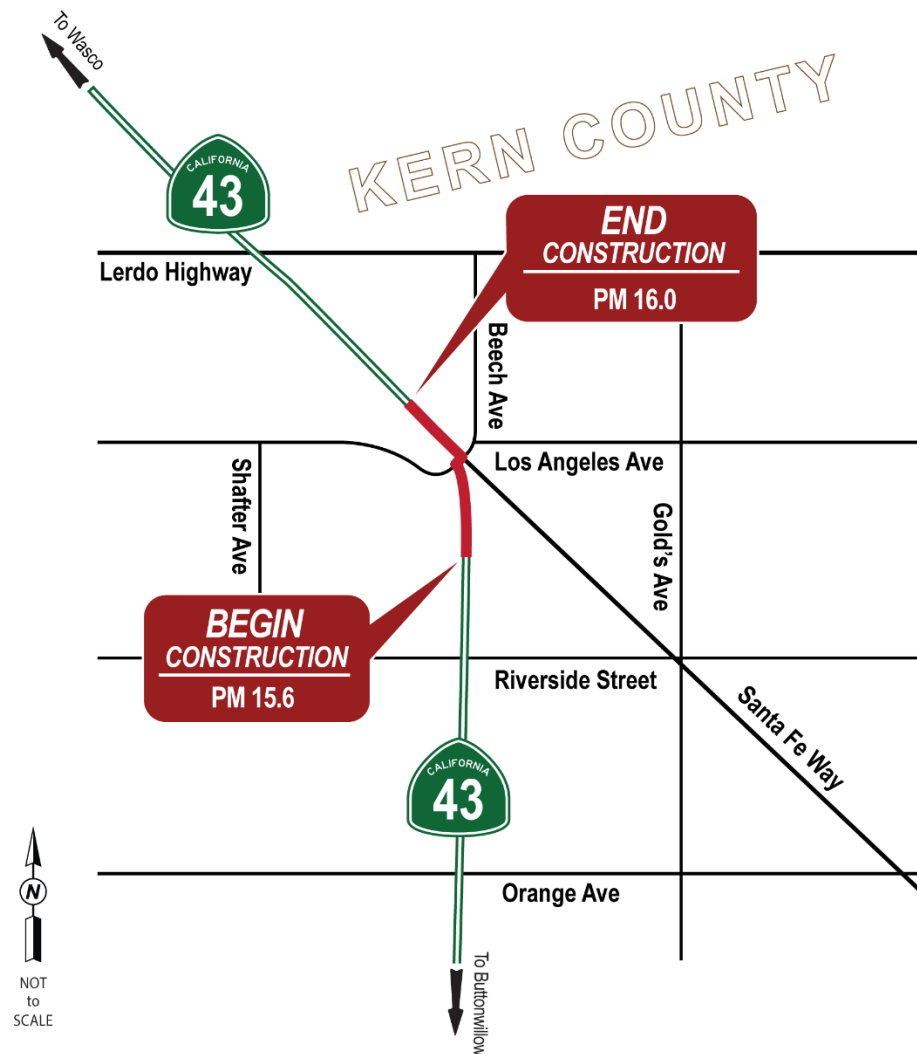 To Wasco
KERN COUNTY
CALIFORNIA
43
END
CONSTRUCTION
PM 16.0
Lerdo Highway
Beech Ave
Los Angeles Ave
Shafter Ave
Gold's Ave
BEGIN
CONSTRUCTION
PM 15.6
Riverside Street
Santa Fe Way
CALIFORNIA
43
Orange Ave
N
NOT
to
SCALE
To Buttonwillow